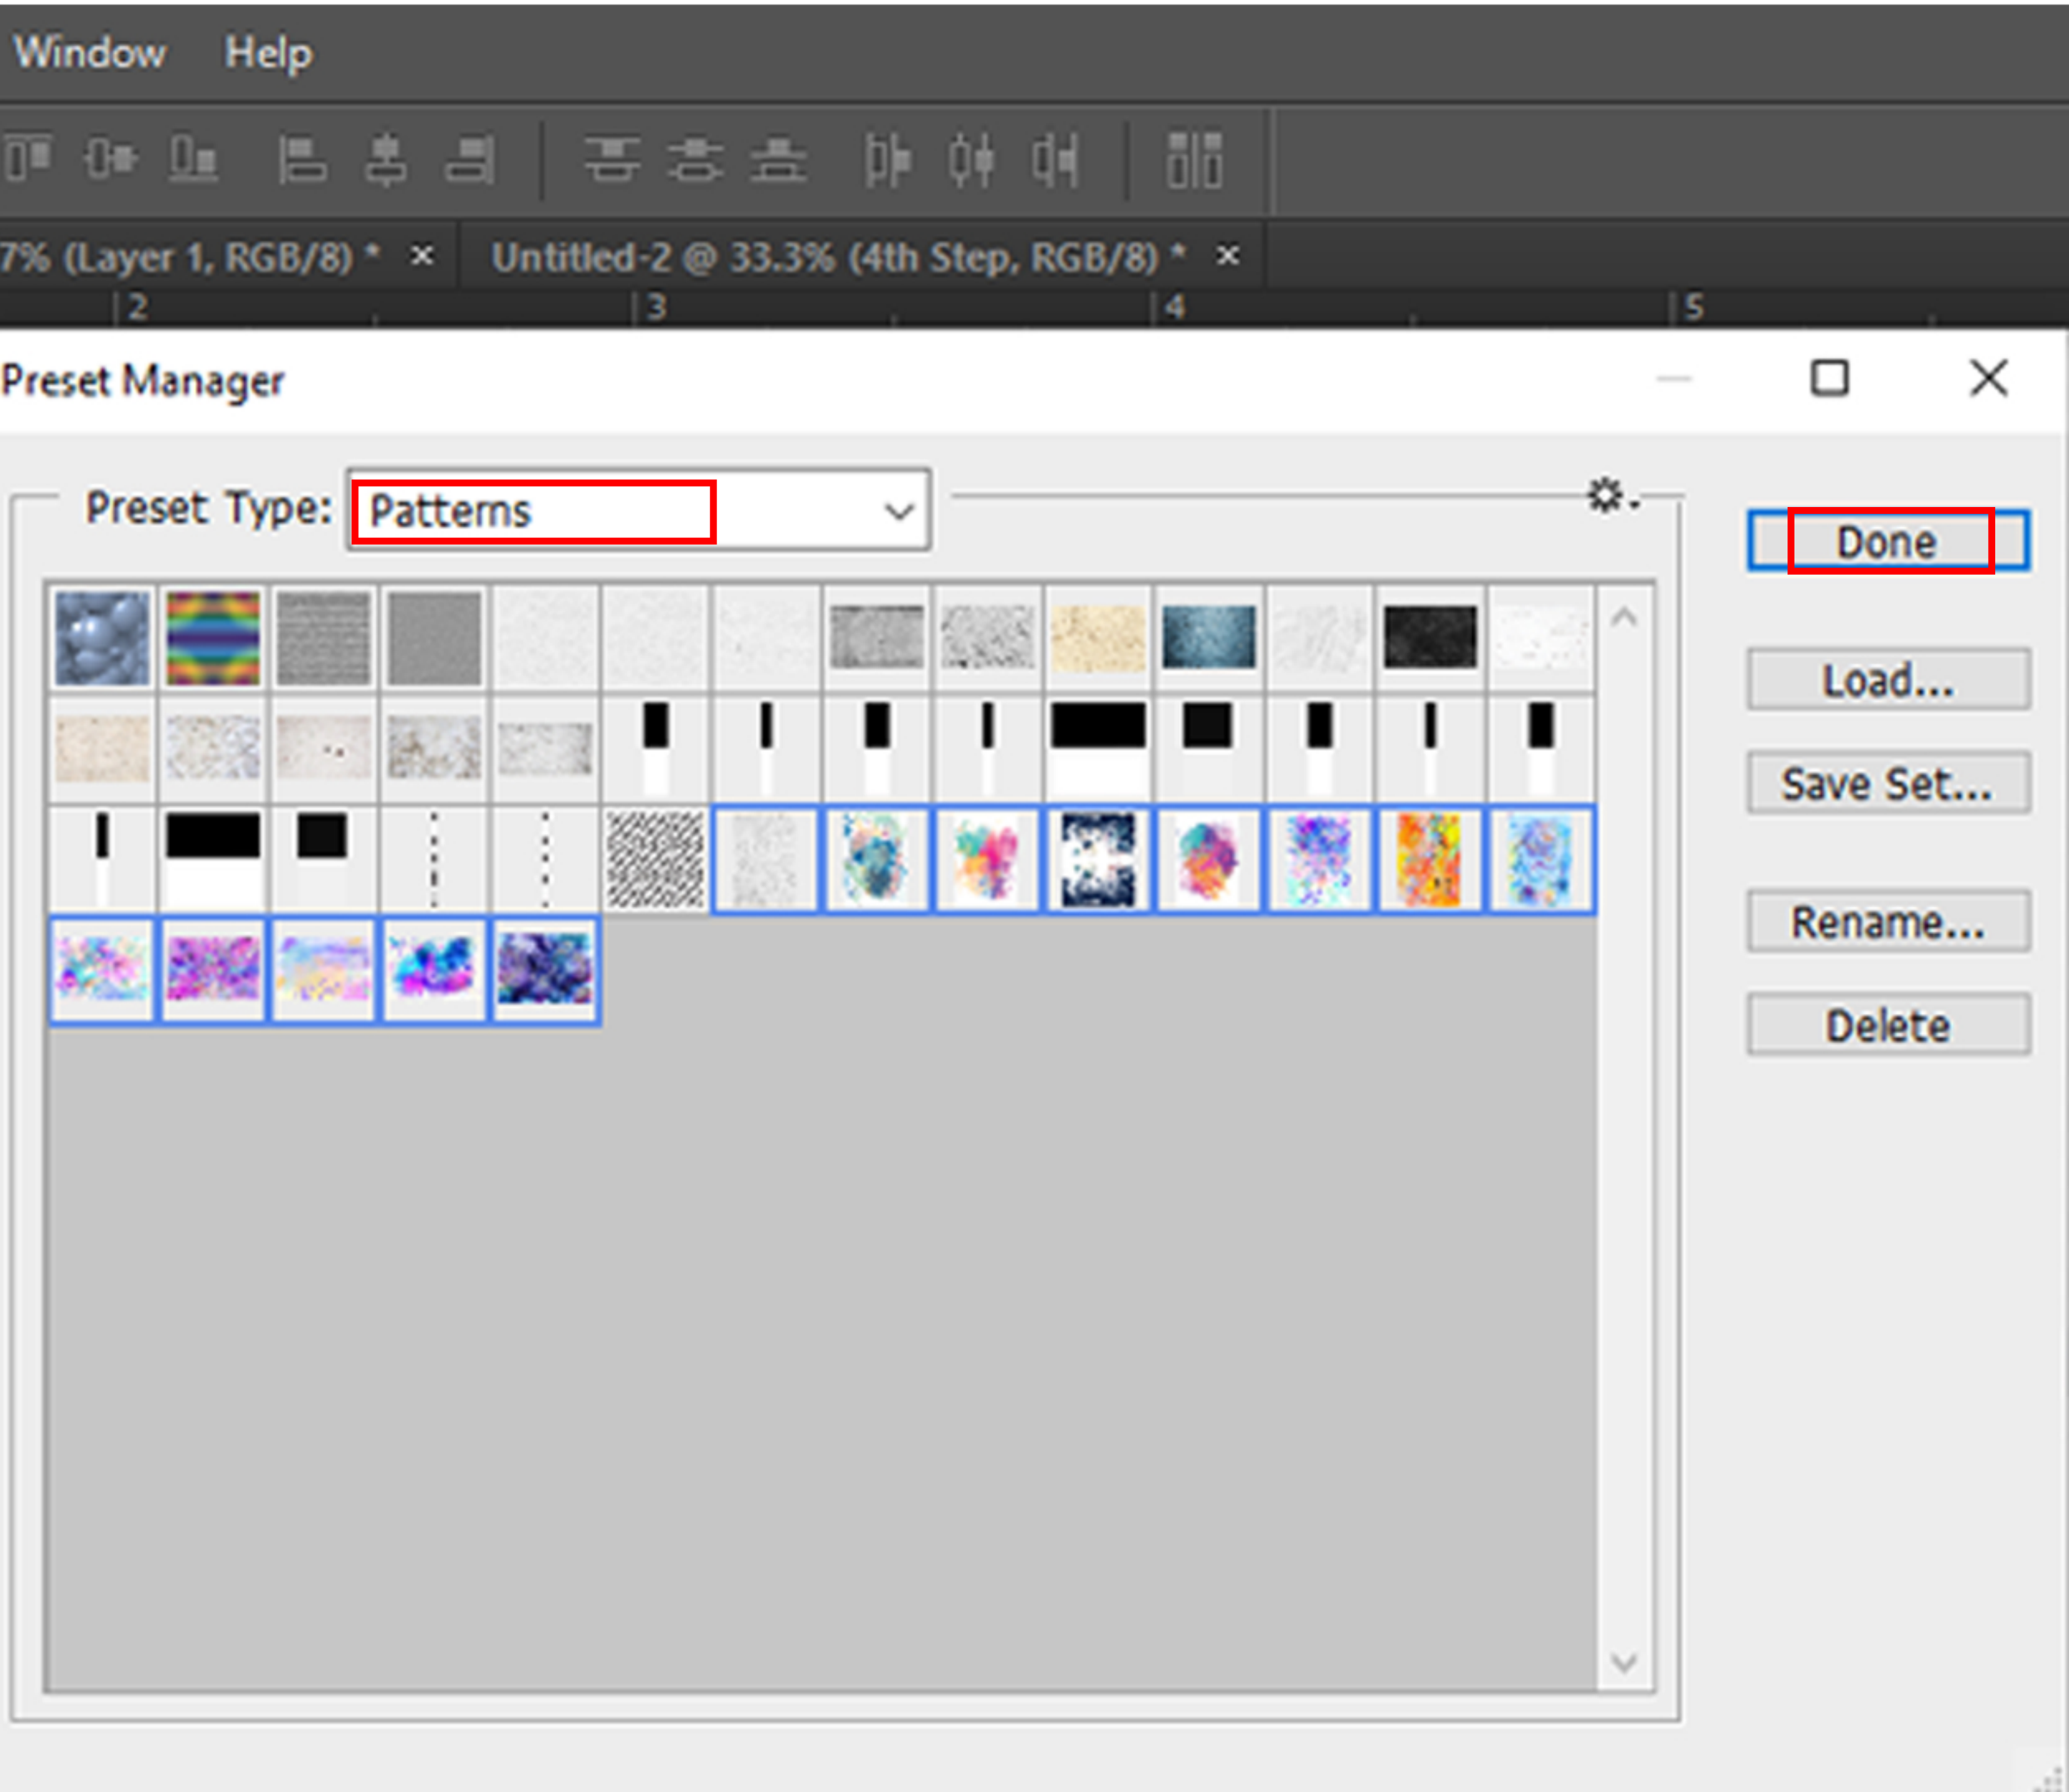 Window Help
7% (Layer 1, RGB/8) * × Untitled-2 @ 33.3% (4th Step, RGB/8) * ×
2 3 4 5
Preset Manager
Preset Type: Patterns
Done
Load...
Save Set...
Rename...
Delete